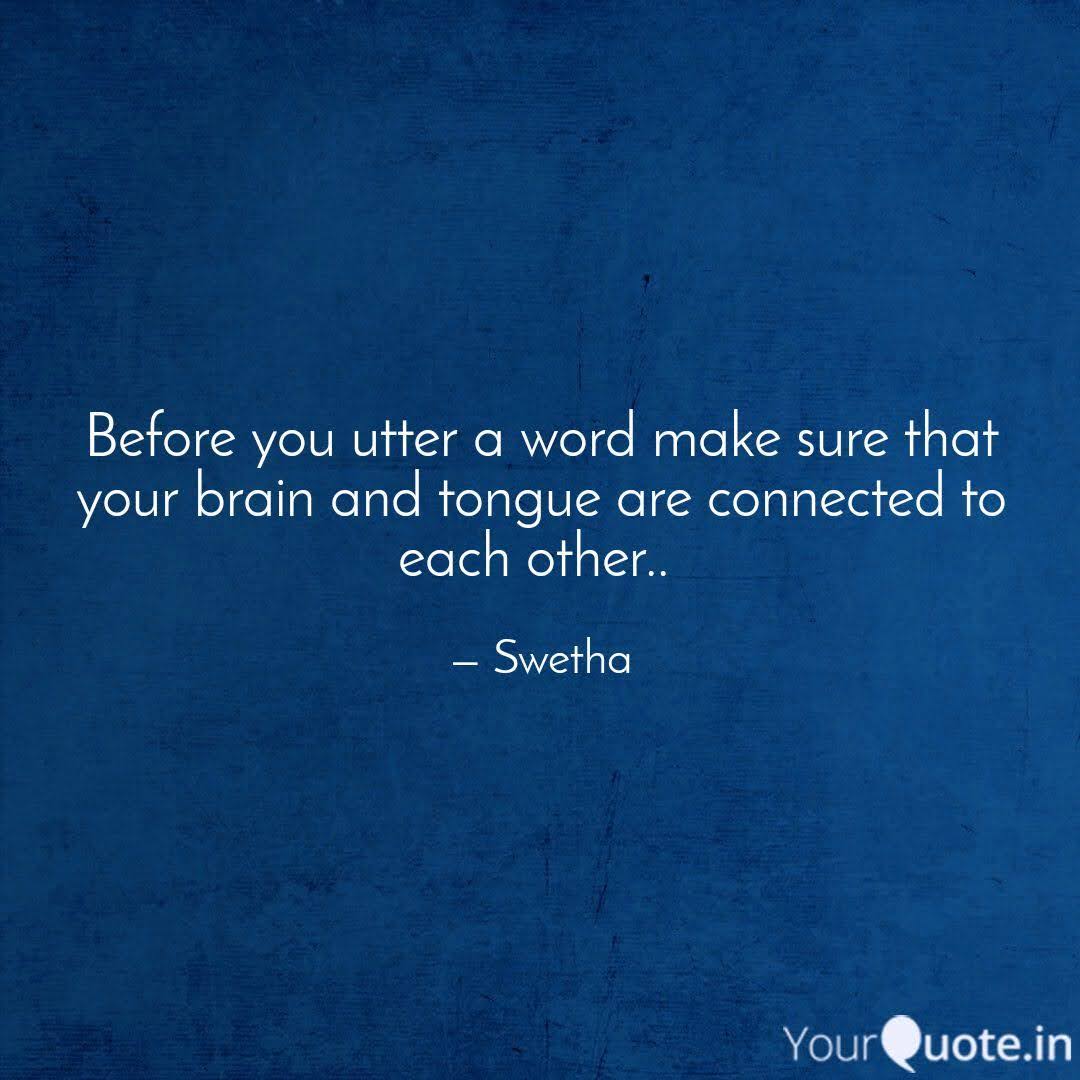 Before you utter a word make sure that
your brain and tongue are connected to
each other..
— Swetha
YourQuote.in